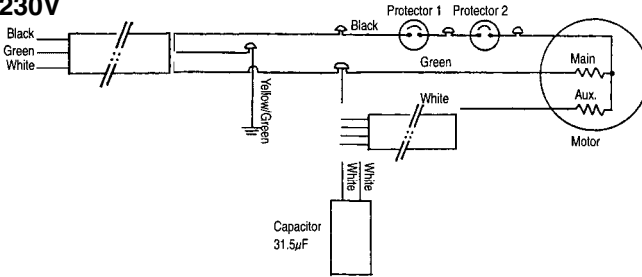 230V
Black
Green
White
Black
Protector 1
Protector 2
Green
Yellow/Green
White
Main
Aux.
Motor
White
White
Capacitor
31.5µF